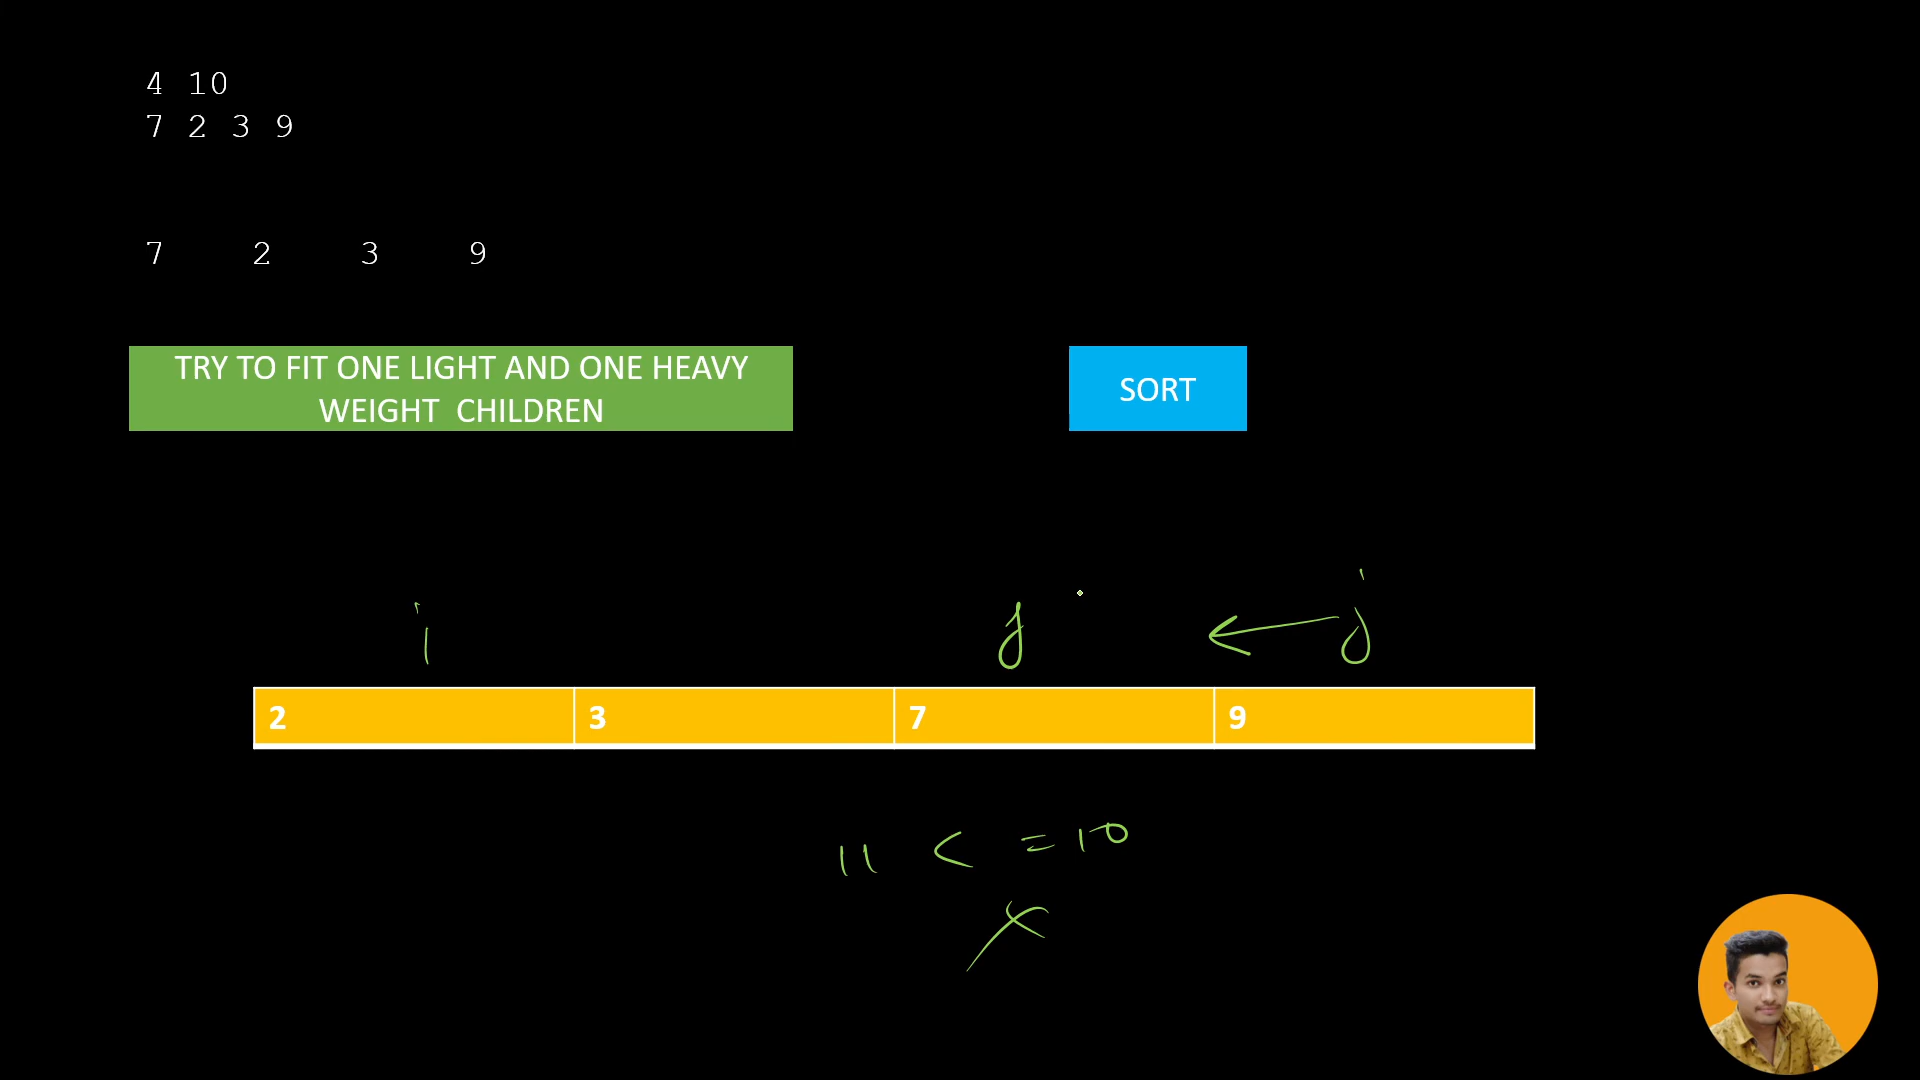 4 10
7 2 3 9
7 2 3 9
TRY TO FIT ONE LIGHT AND ONE HEAVY
WEIGHT CHILDREN
SORT
i j j
2 3 7 9
11 < = 10
x